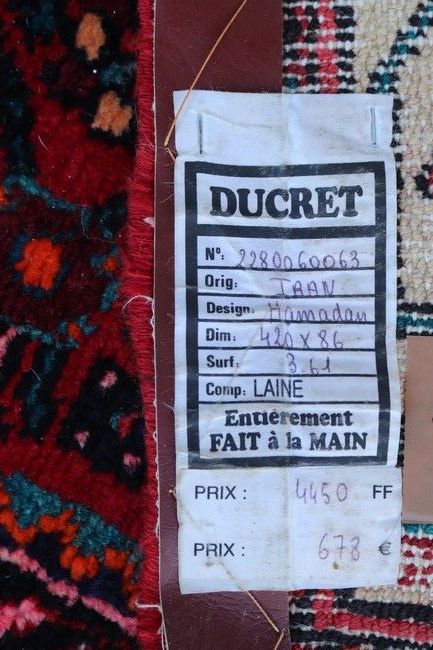 DUCRET
N°: 2280060063
Orig: IRAN
Design: Hamadan
Dim: 420 x 86
Surf: 3.61
Comp: LAINE
Entièrement
FAIT à la MAIN
PRIX : 4450 FF
PRIX : 678 €